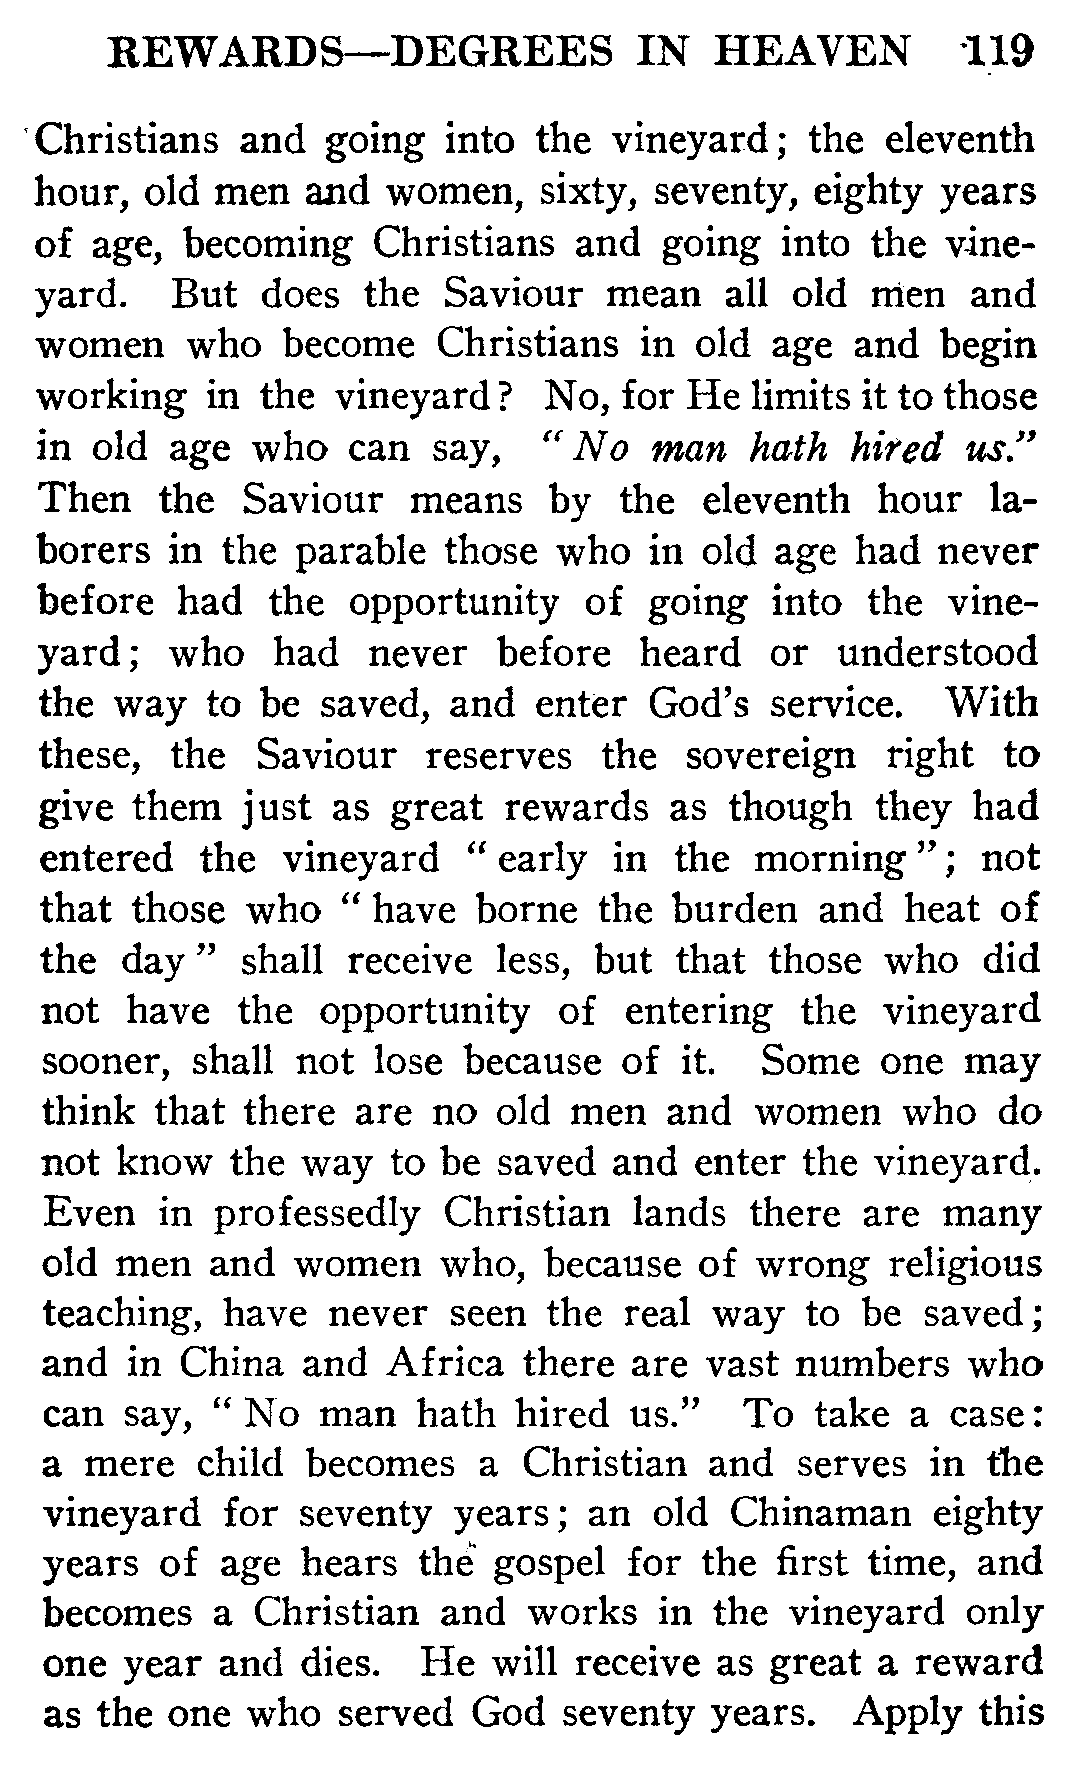 REWARDS—DEGREES IN HEAVEN 119
Christians and going into the vineyard; the eleventh
hour, old men and women, sixty, seventy, eighty years
of age, becoming Christians and going into the vine-
yard. But does the Saviour mean all old men and
women who become Christians in old age and begin
working in the vineyard? No, for He limits it to those
in old age who can say, "No man hath hired us."
Then the Saviour means by the eleventh hour la-
borers in the parable those who in old age had never
before had the opportunity of going into the vine-
yard; who had never before heard or understood
the way to be saved, and enter God's service. With
these, the Saviour reserves the sovereign right to
give them just as great rewards as though they had
entered the vineyard "early in the morning"; not
that those who "have borne the burden and heat of
the day" shall receive less, but that those who did
not have the opportunity of entering the vineyard
sooner, shall not lose because of it. Some one may
think that there are no old men and women who do
not know the way to be saved and enter the vineyard.
Even in professedly Christian lands there are many
old men and women who, because of wrong religious
teaching, have never seen the real way to be saved;
and in China and Africa there are vast numbers who
can say, "No man hath hired us." To take a case:
a mere child becomes a Christian and serves in the
vineyard for seventy years; an old Chinaman eighty
years of age hears the gospel for the first time, and
becomes a Christian and works in the vineyard only
one year and dies. He will receive as great a reward
as the one who served God seventy years. Apply this